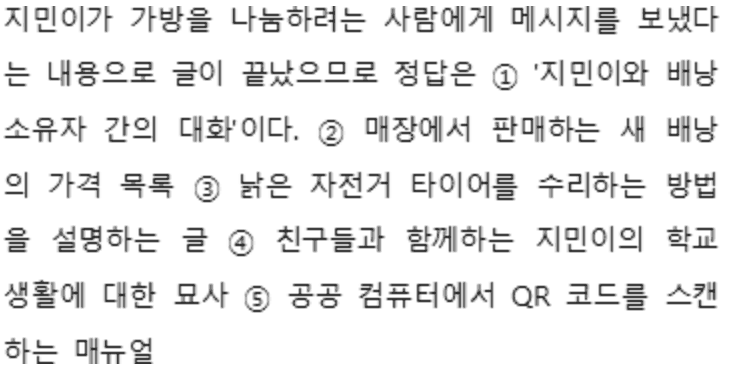 지민이가 가방을 나눔하려는 사람에게 메시지를 보냈다
는 내용으로 글이 끝났으므로 정답은 ① '지민이와 배낭
소유자 간의 대화'이다. ② 매장에서 판매하는 새 배낭
의 가격 목록 ③ 낡은 자전거 타이어를 수리하는 방법
을 설명하는 글 ④ 친구들과 함께하는 지민이의 학교
생활에 대한 묘사 ⑤ 공공 컴퓨터에서 QR 코드를 스캔
하는 매뉴얼